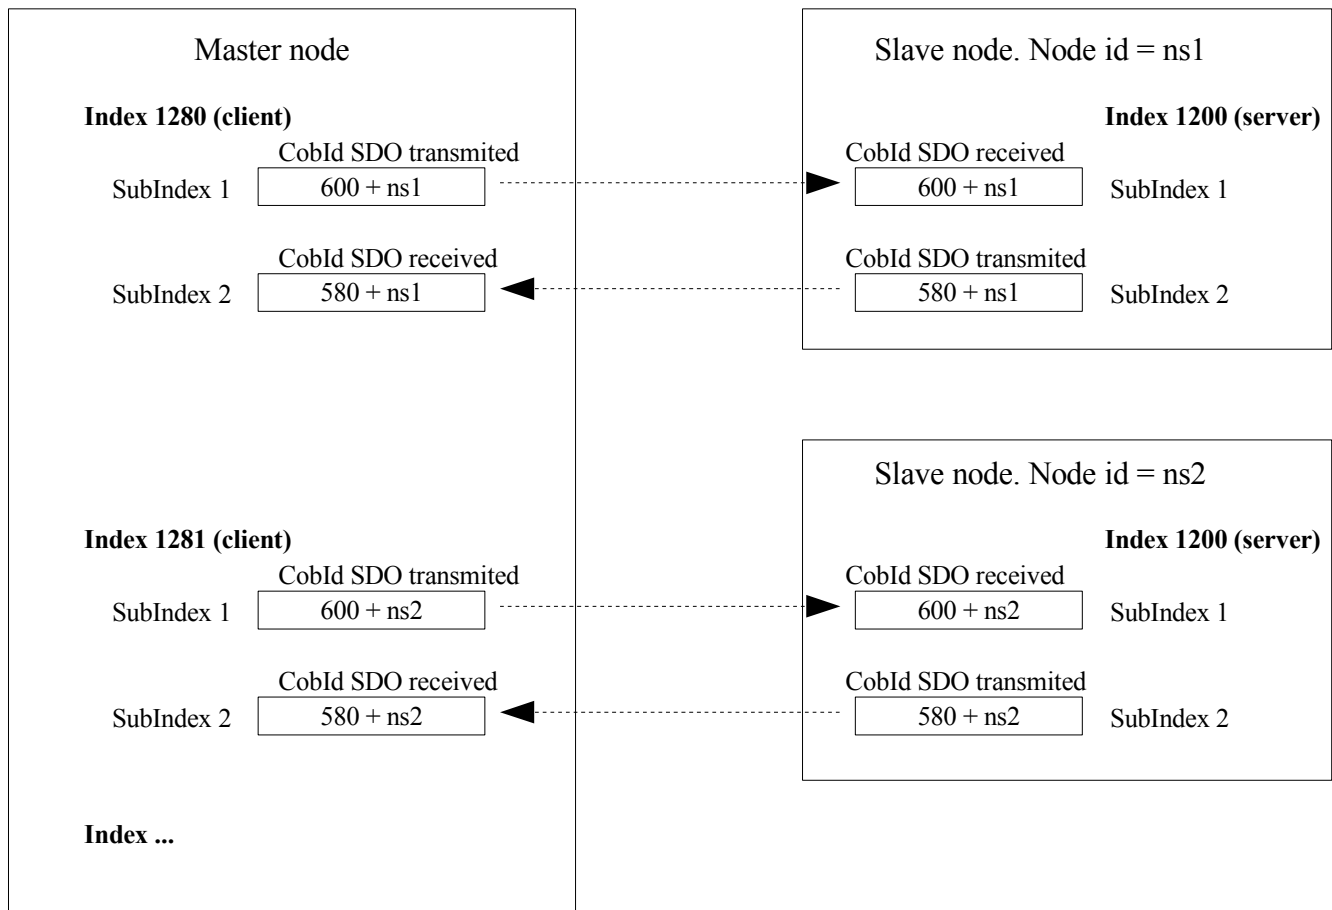 Master node
Index 1280 (client)
CobId SDO transmited
SubIndex 1
600 + ns1
CobId SDO received
SubIndex 2
580 + ns1
Index 1281 (client)
CobId SDO transmited
SubIndex 1
600 + ns2
CobId SDO received
SubIndex 2
580 + ns2
Index ...
Slave node. Node id = ns1
Index 1200 (server)
CobId SDO received
600 + ns1
SubIndex 1
CobId SDO transmited
580 + ns1
SubIndex 2
Slave node. Node id = ns2
Index 1200 (server)
CobId SDO received
600 + ns2
SubIndex 1
CobId SDO transmited
580 + ns2
SubIndex 2